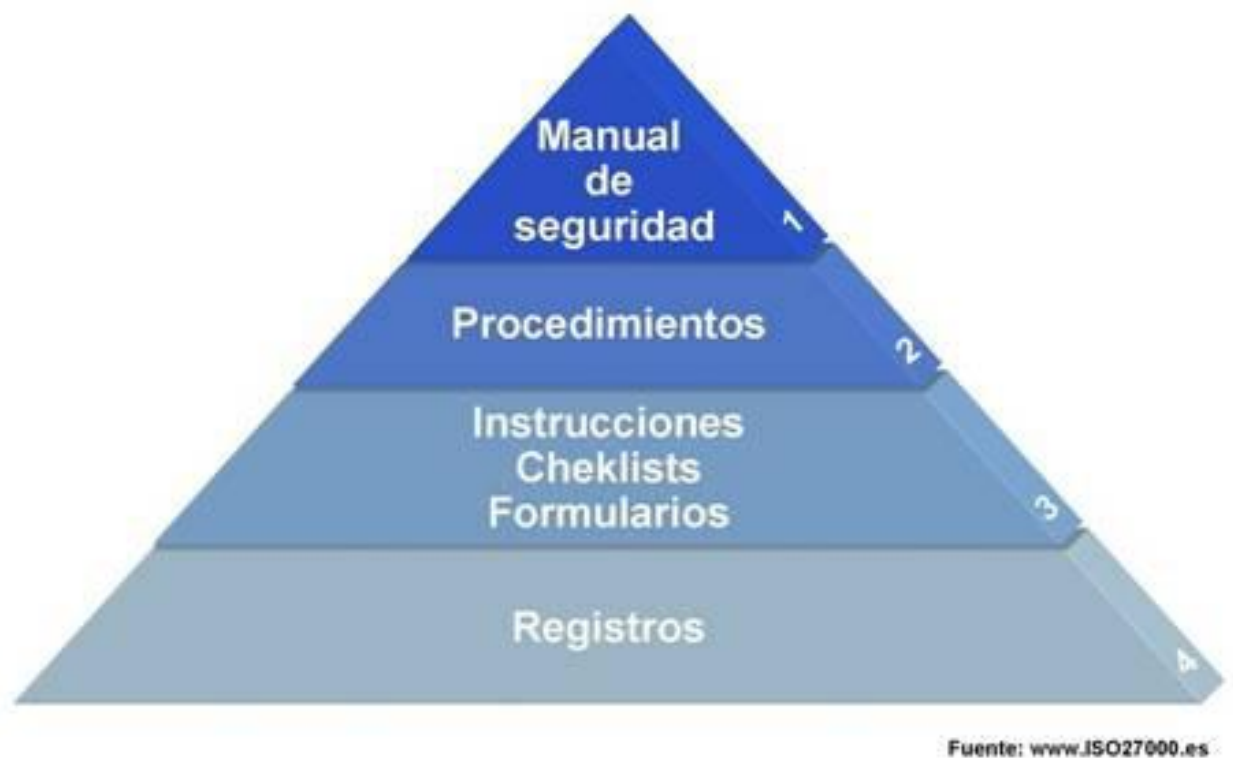 Manual
de
seguridad
1
Procedimientos
2
Instrucciones
Cheklists
Formularios
3
Registros
4
Fuente: www.ISO27000.es